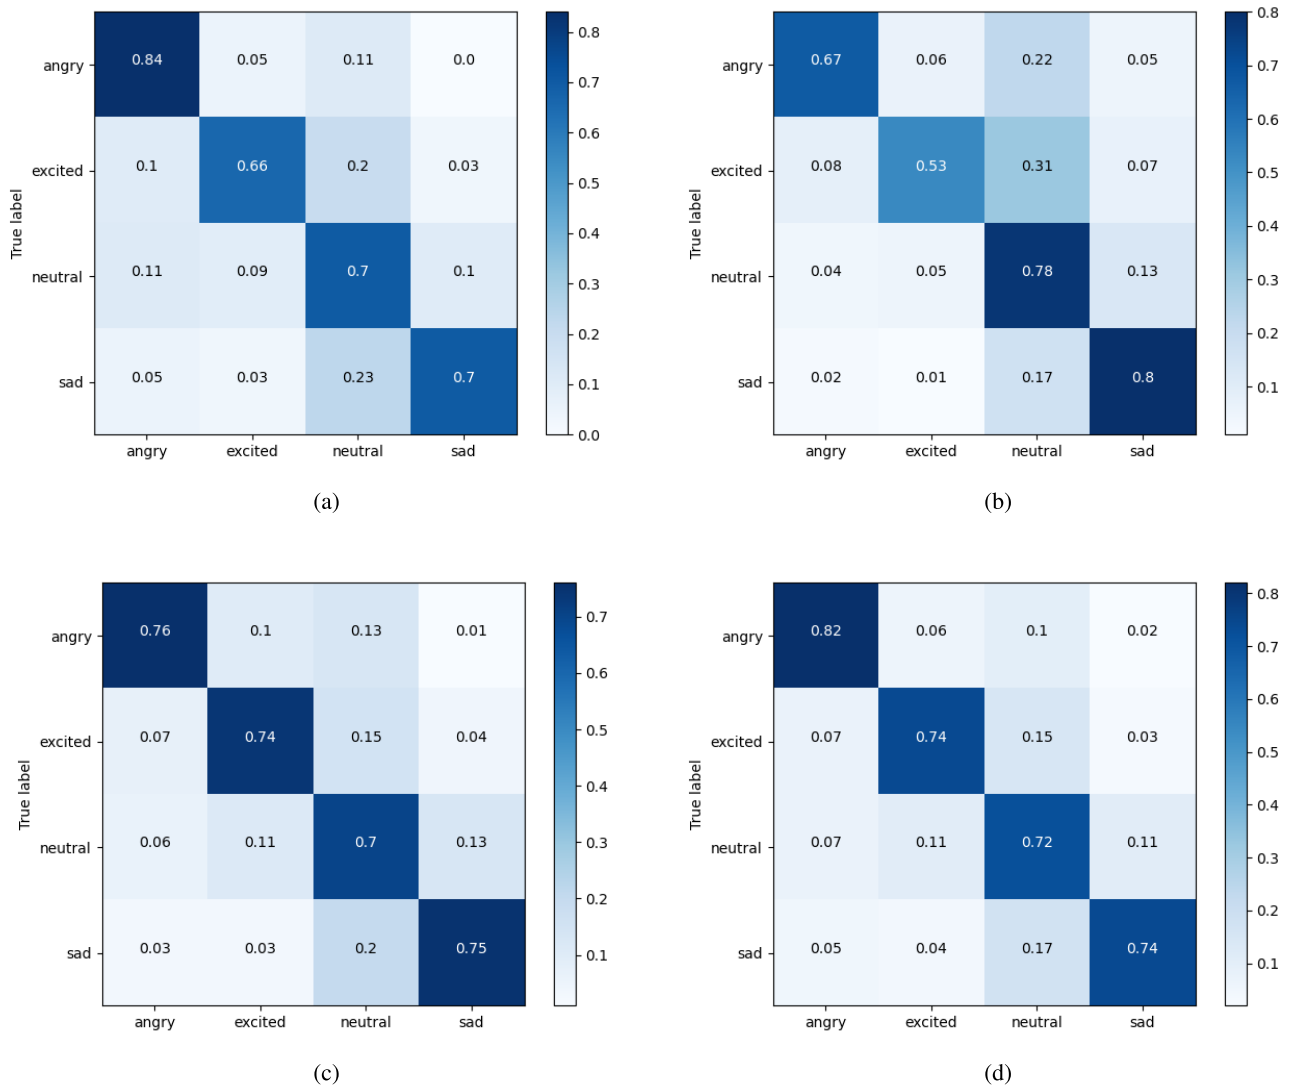 angry 0.84 0.05 0.11 0.0
excited 0.1 0.66 0.2 0.03
neutral 0.11 0.09 0.7 0.1
sad 0.05 0.03 0.23 0.7
angry excited neutral sad
True label
0.8
0.7
0.6
0.5
0.4
0.3
0.2
0.1
0.0
(a)
angry 0.67 0.06 0.22 0.05
excited 0.08 0.53 0.31 0.07
neutral 0.04 0.05 0.78 0.13
sad 0.02 0.01 0.17 0.8
angry excited neutral sad
True label
0.8
0.7
0.6
0.5
0.4
0.3
0.2
0.1
(b)
angry 0.76 0.1 0.13 0.01
excited 0.07 0.74 0.15 0.04
neutral 0.06 0.11 0.7 0.13
sad 0.03 0.03 0.2 0.75
angry excited neutral sad
True label
0.7
0.6
0.5
0.4
0.3
0.2
0.1
(c)
angry 0.82 0.06 0.1 0.02
excited 0.07 0.74 0.15 0.03
neutral 0.07 0.11 0.72 0.11
sad 0.05 0.04 0.17 0.74
angry excited neutral sad
True label
0.8
0.7
0.6
0.5
0.4
0.3
0.2
0.1
(d)